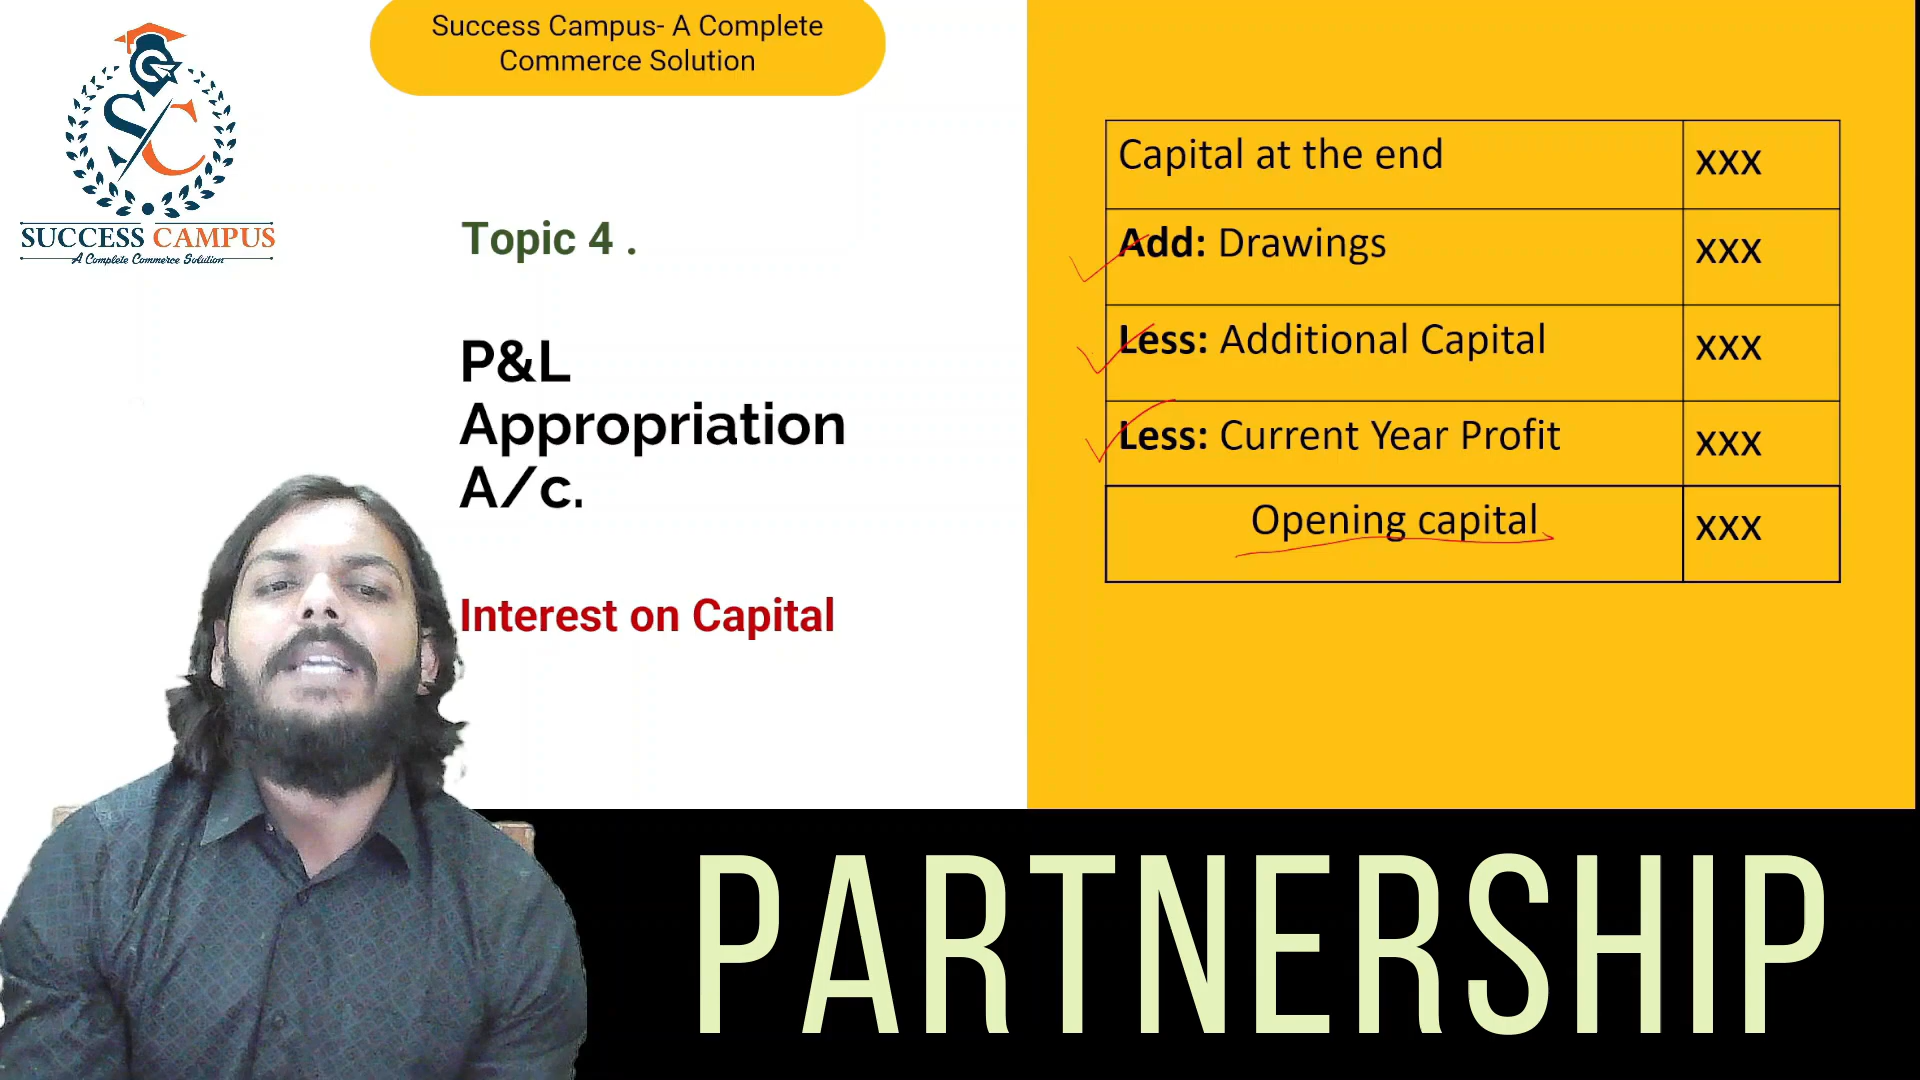 Success Campus- A Complete
Commerce Solution
SC
SUCCESS CAMPUS
A Complete Commerce Solution
Topic 4 .
P&L
Appropriation
A/c.
Interest on Capital
Capital at the end xxx
Add: Drawings xxx
Less: Additional Capital xxx
Less: Current Year Profit xxx
Opening capital xxx
PARTNERSHIP